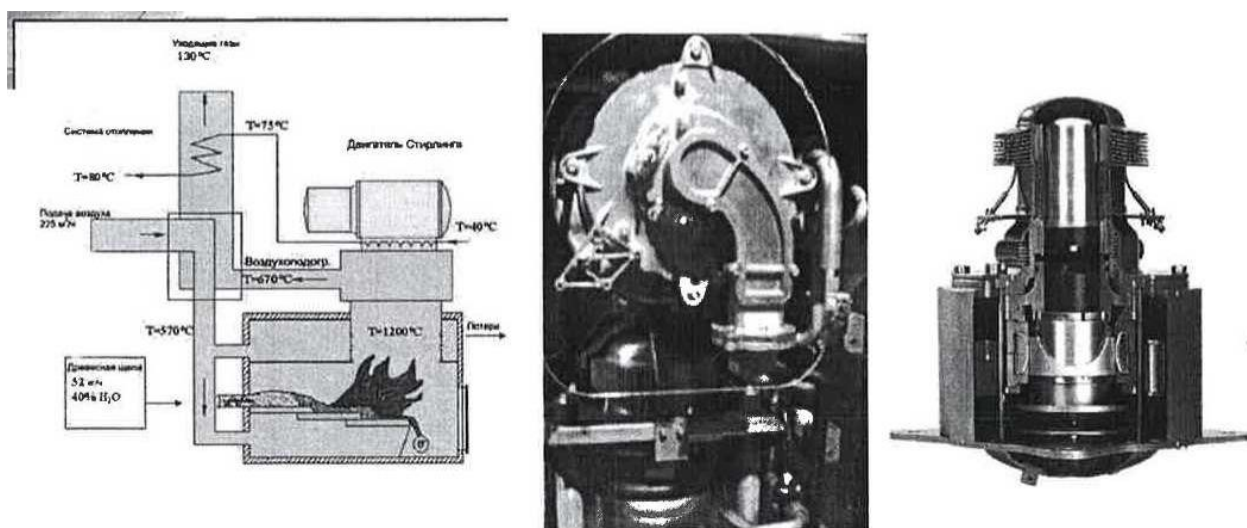 Уходящие газы
130°C
Система отопления
T=75°C
Двигатель Стирлинга
T=80°C
Подача воздуха
225 м³/ч
T=40°C
Воздухоподогр.
T=670°C
T=570°C
T=1200°C
Потери
Древесная щепа
52 кг/ч
40% H₂O